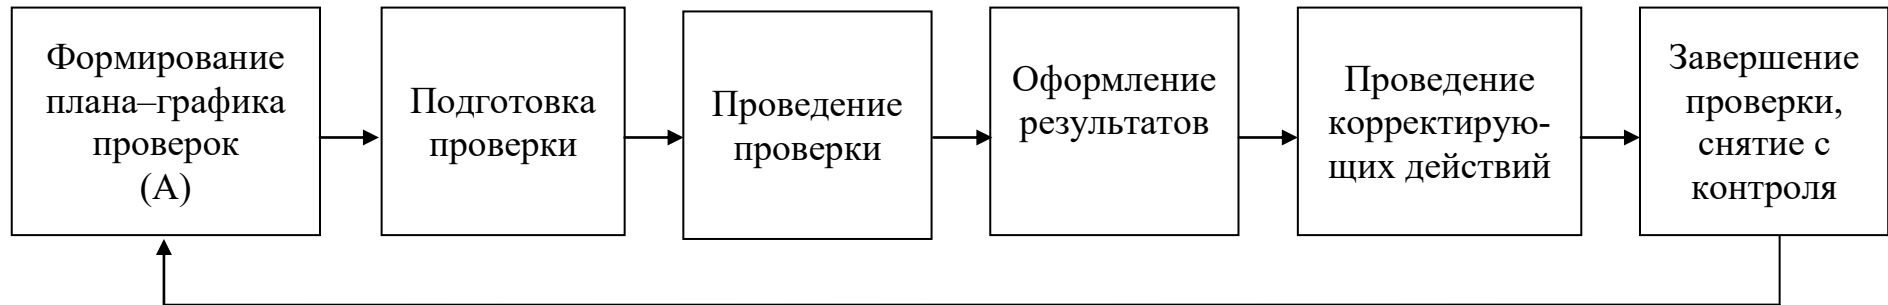 Формирование
плана–графика
проверок
(А)
Подготовка
проверки
Проведение
проверки
Оформление
результатов
Проведение
корректирую-
щих действий
Завершение
проверки,
снятие с
контроля